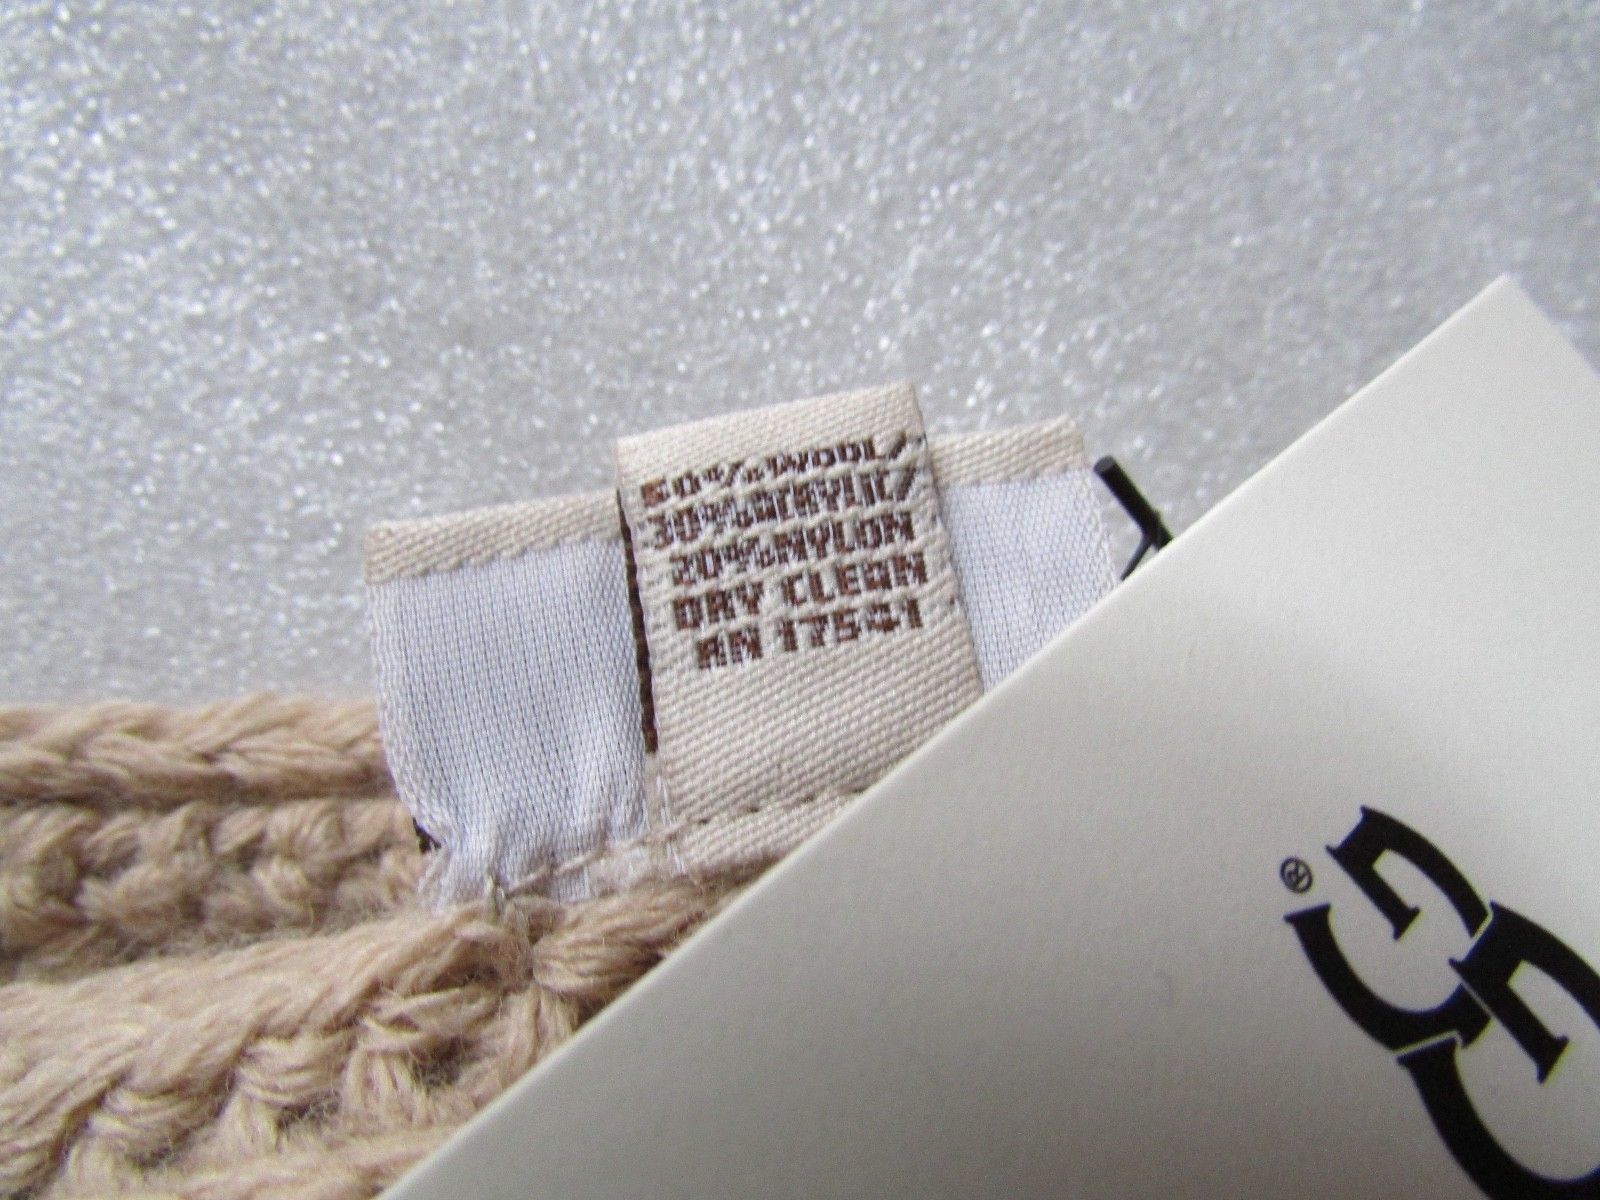 50% WOOL/
30% ACRYLIC/
20% NYLON
DRY CLEAN
RN 17541
®